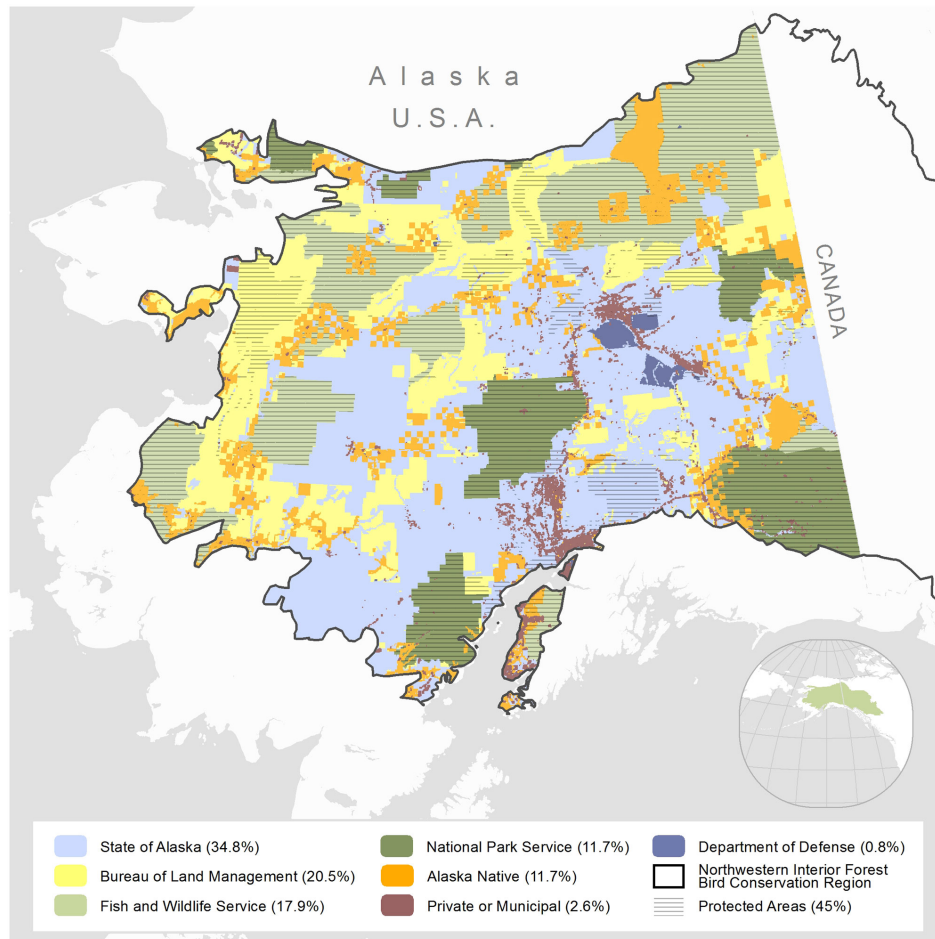 Alaska
U.S.A.
CANADA
State of Alaska (34.8%)
Bureau of Land Management (20.5%)
Fish and Wildlife Service (17.9%)
National Park Service (11.7%)
Alaska Native (11.7%)
Private or Municipal (2.6%)
Department of Defense (0.8%)
Northwestern Interior Forest
Bird Conservation Region
Protected Areas (45%)